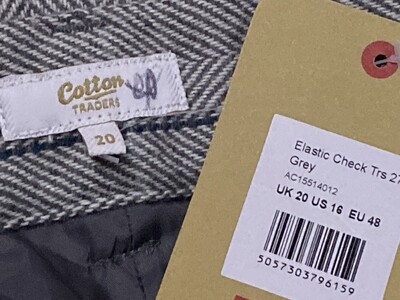 Cotton
TRADERS
20
Elastic Check Trs 27
Grey
AC15514012
UK 20 US 16 EU 48
5057303796159